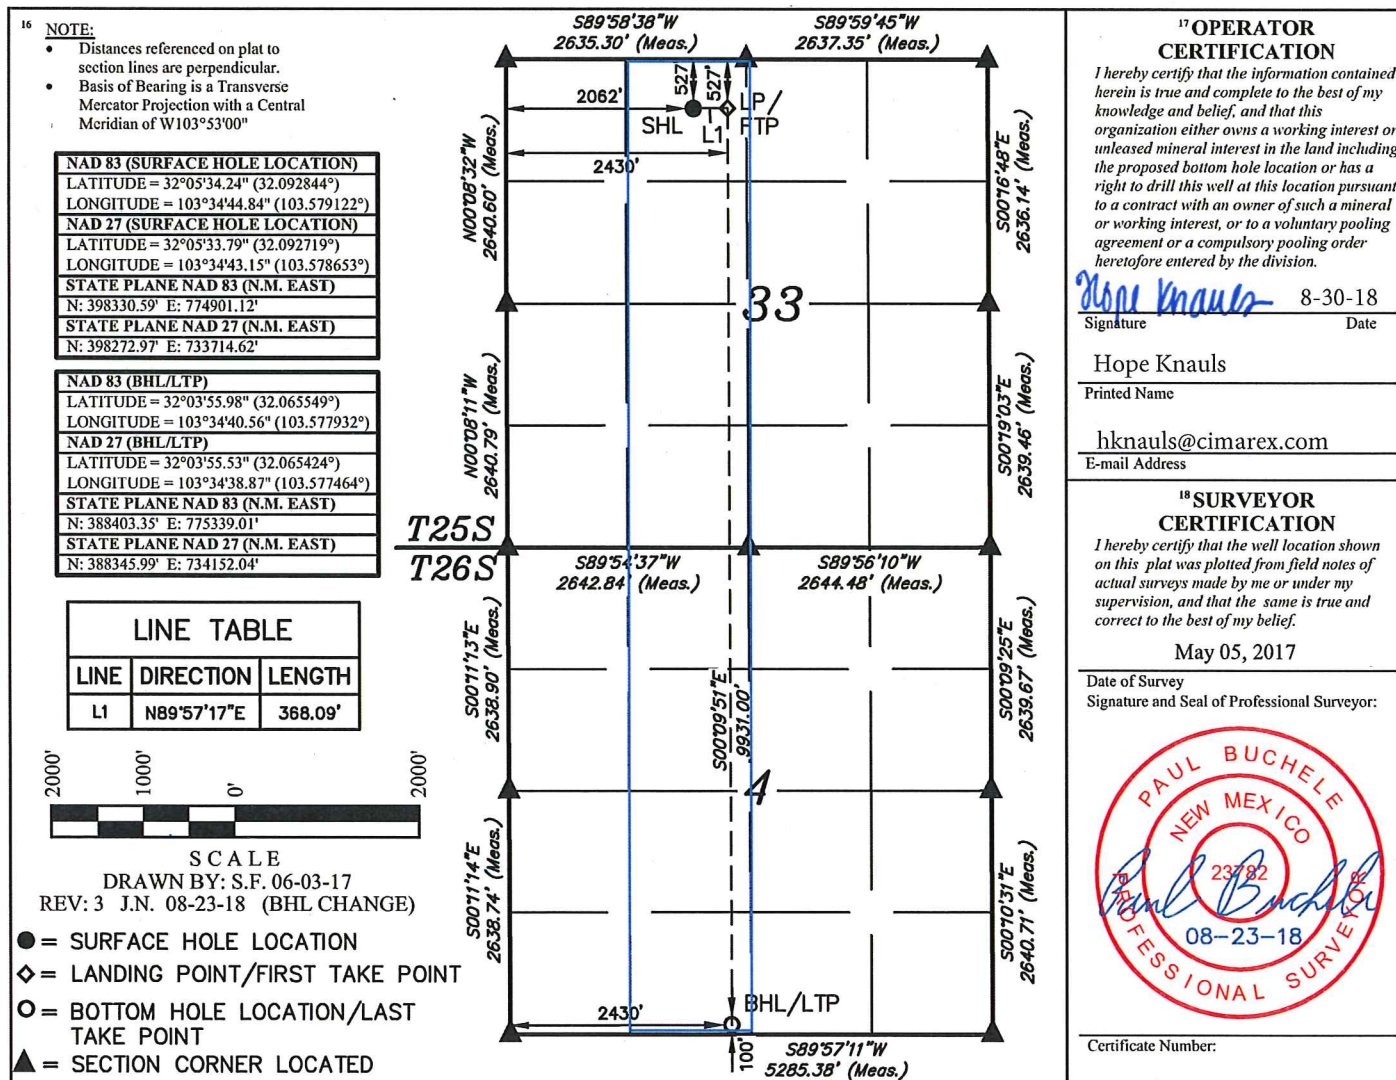 16 NOTE:
• Distances referenced on plat to
section lines are perpendicular.
• Basis of Bearing is a Transverse
Mercator Projection with a Central
Meridian of W103°53'00"
NAD 83 (SURFACE HOLE LOCATION)
LATITUDE = 32°05'34.24" (32.092844°)
LONGITUDE = 103°34'44.84" (103.579122°)
NAD 27 (SURFACE HOLE LOCATION)
LATITUDE = 32°05'33.79" (32.092719°)
LONGITUDE = 103°34'43.15" (103.578653°)
STATE PLANE NAD 83 (N.M. EAST)
N: 398330.59' E: 774901.12'
STATE PLANE NAD 27 (N.M. EAST)
N: 398272.97' E: 733714.62'
NAD 83 (BHL/LTP)
LATITUDE = 32°03'55.98" (32.065549°)
LONGITUDE = 103°34'40.56" (103.577932°)
NAD 27 (BHL/LTP)
LATITUDE = 32°03'55.53" (32.065424°)
LONGITUDE = 103°34'38.87" (103.577464°)
STATE PLANE NAD 83 (N.M. EAST)
N: 388403.35' E: 775339.01'
STATE PLANE NAD 27 (N.M. EAST)
N: 388345.99' E: 734152.04'
LINE TABLE
LINE DIRECTION LENGTH
L1 N89°57'17"E 368.09'
2000' 1000' 0' 2000'
SCALE
DRAWN BY: S.F. 06-03-17
REV: 3 J.N. 08-23-18 (BHL CHANGE)
= SURFACE HOLE LOCATION
= LANDING POINT/FIRST TAKE POINT
= BOTTOM HOLE LOCATION/LAST
TAKE POINT
= SECTION CORNER LOCATED
S89°58'38"W
2635.30' (Meas.)
S89°59'45"W
2637.35' (Meas.)
527'
527'
2062'
SHL
L1
LP/
FTP
2430'
N00°08'32"W
2640.60' (Meas.)
S00°16'48"E
2636.14' (Meas.)
33
N00°08'11"W
2640.79' (Meas.)
S00°19'03"E
2639.46' (Meas.)
T25S
T26S
S89°54'37"W
2642.84' (Meas.)
S89°56'10"W
2644.48' (Meas.)
S00°11'13"E
2638.90' (Meas.)
S00°09'51"E
9931.00'
S00°09'25"E
2639.67' (Meas.)
4
S00°11'14"E
2638.74' (Meas.)
S00°10'31"E
2640.71' (Meas.)
2430'
BHL/LTP
100'
S89°57'11"W
5285.38' (Meas.)
17 OPERATOR
CERTIFICATION
I hereby certify that the information contained
herein is true and complete to the best of my
knowledge and belief, and that this
organization either owns a working interest or
unleased mineral interest in the land including
the proposed bottom hole location or has a
right to drill this well at this location pursuant
to a contract with an owner of such a mineral
or working interest, or to a voluntary pooling
agreement or a compulsory pooling order
heretofore entered by the division.
Hope Knauls 8-30-18
Signature Date
Hope Knauls
Printed Name
hknauls@cimarex.com
E-mail Address
18 SURVEYOR
CERTIFICATION
I hereby certify that the well location shown
on this plat was plotted from field notes of
actual surveys made by me or under my
supervision, and that the same is true and
correct to the best of my belief.
May 05, 2017
Date of Survey
Signature and Seal of Professional Surveyor:
PAUL BUCHELE
NEW MEXICO
23782
Paul Buchele
08-23-18
PROFESSIONAL SURVEYOR
Certificate Number: